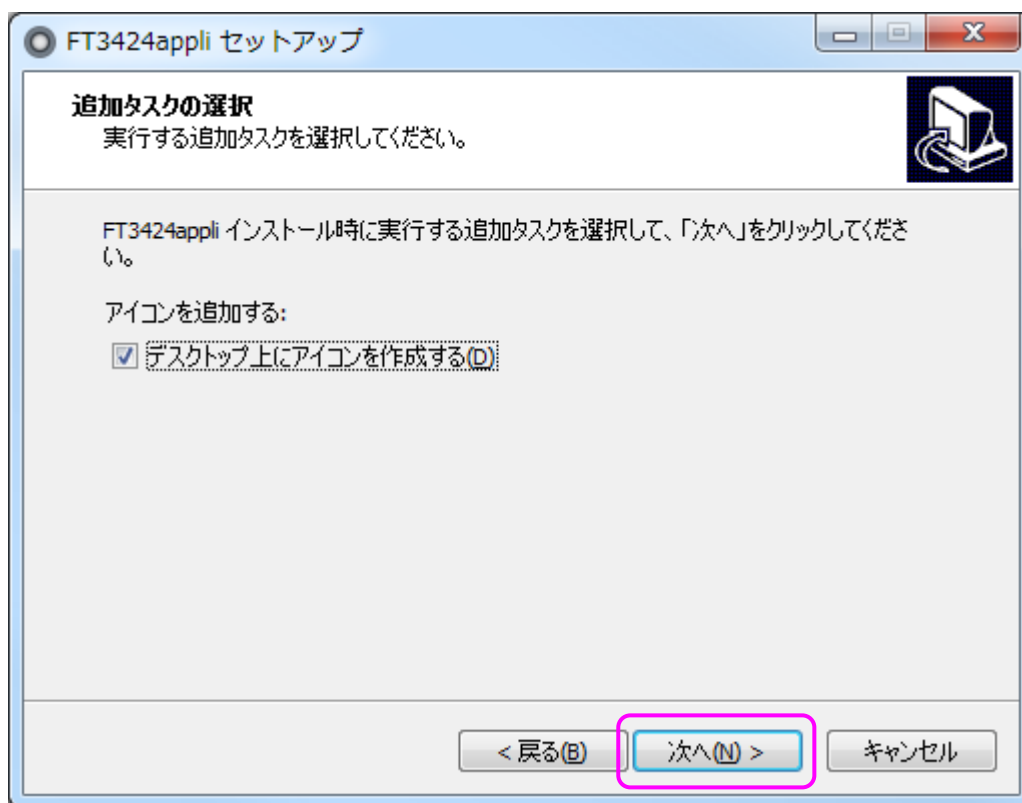 FT3424appli セットアップ
追加タスクの選択
実行する追加タスクを選択してください。
FT3424appli インストール時に実行する追加タスクを選択して、「次へ」をクリックしてくださ
い。
アイコンを追加する:
デスクトップ上にアイコンを作成する(D)
< 戻る(B)
次へ(N) >
キャンセル